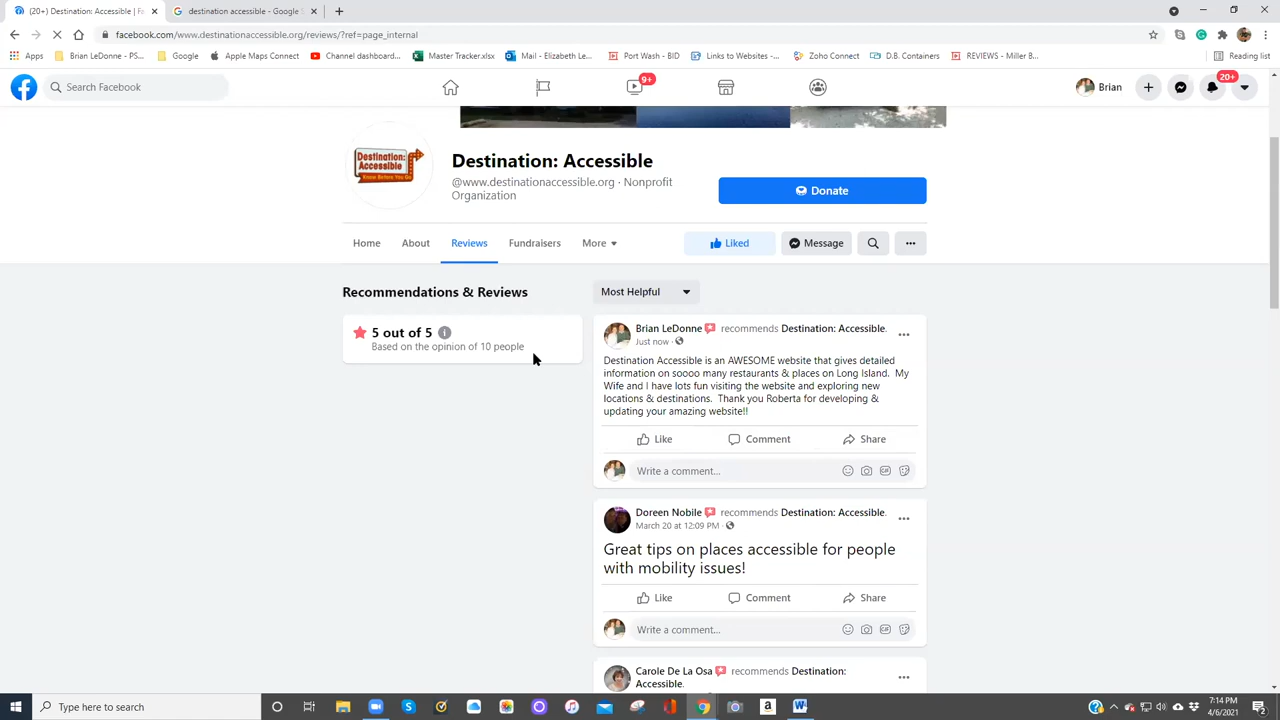 (20+) Destination: Accessible | F
destination accessible - Google S
facebook.com/www.destinationaccessible.org/reviews/?ref=page_internal
Apps
Brian LeDonne - PS...
Google
Apple Maps Connect
Channel dashboard...
Master Tracker.xlsx
Mail - Elizabeth Le...
Port Wash - BID
Links to Websites -...
Zoho Connect
D.B. Containers
REVIEWS - Miller B...
Reading list
Search Facebook
9+
Brian
20+
Destination: Accessible
Know Before You Go
Destination: Accessible
@www.destinationaccessible.org · Nonprofit
Organization
Donate
Home
About
Reviews
Fundraisers
More
Liked
Message
Recommendations & Reviews
Most Helpful
5 out of 5
Based on the opinion of 10 people
Brian LeDonne recommends Destination: Accessible.
Just now ·
Destination Accessible is an AWESOME website that gives detailed
information on soooo many restaurants & places on Long Island. My
Wife and I have lots fun visiting the website and exploring new
locations & destinations. Thank you Roberta for developing &
updating your amazing website!!
Like
Comment
Share
Write a comment...
Doreen Nobile recommends Destination: Accessible.
March 20 at 12:09 PM ·
Great tips on places accessible for people
with mobility issues!
Like
Comment
Share
Write a comment...
Carole De La Osa recommends Destination:
Accessible.
Type here to search
7:14 PM
4/6/2021